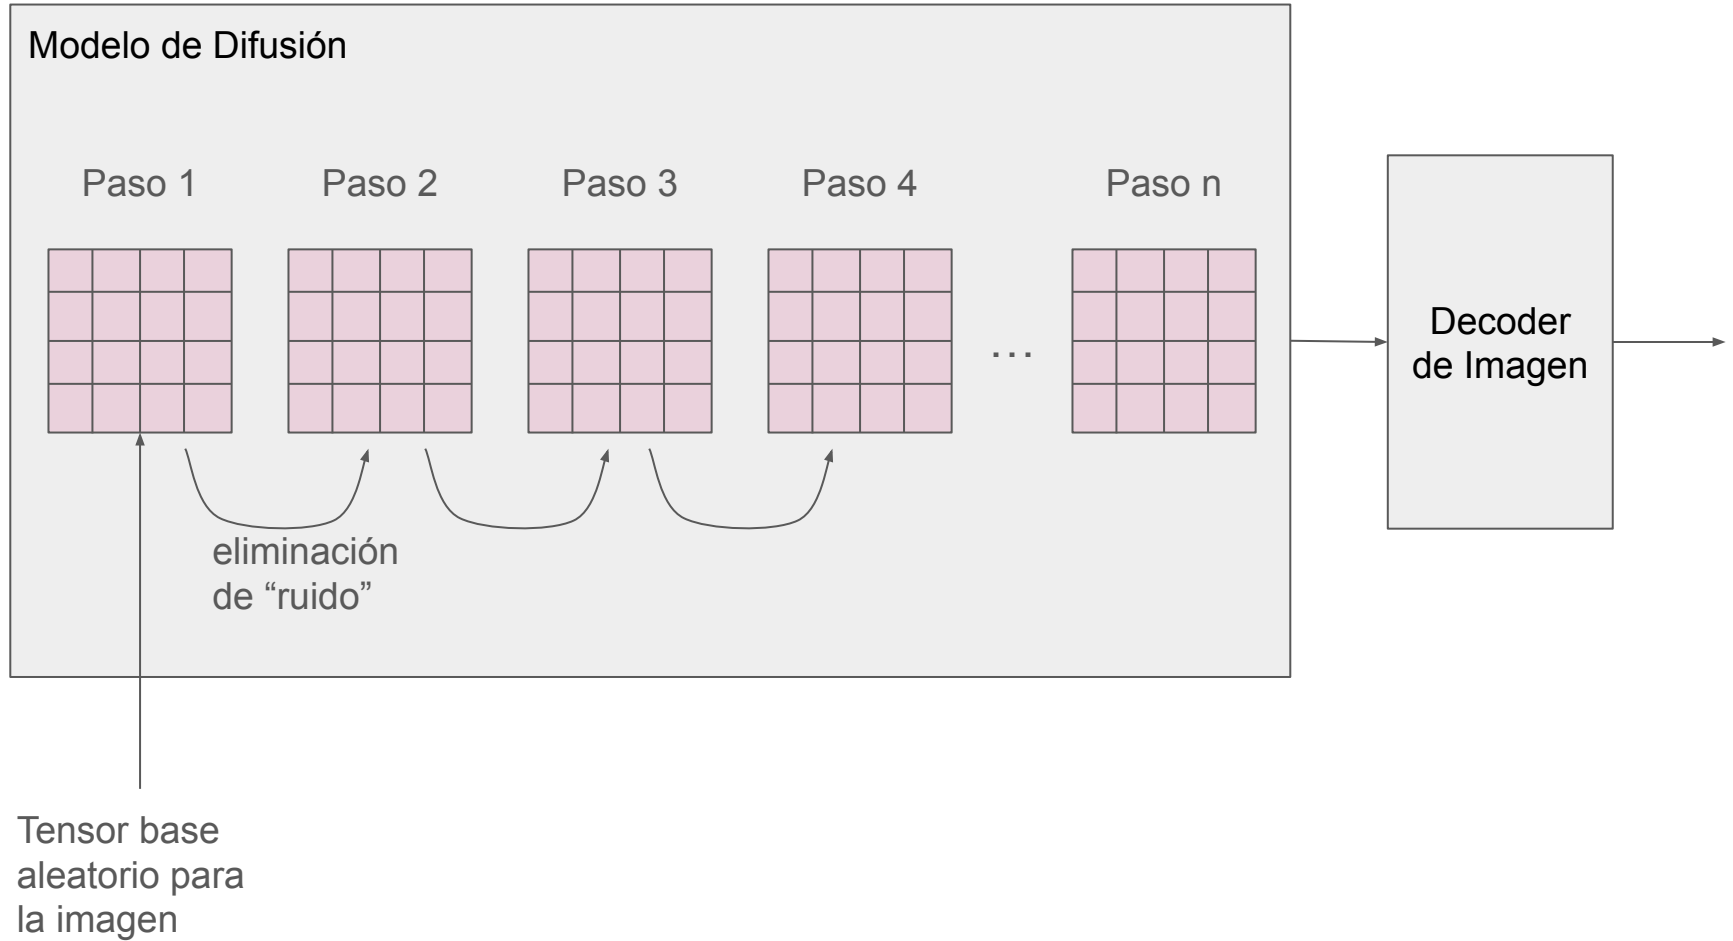 Modelo de Difusión
Paso 1
Paso 2
Paso 3
Paso 4
Paso n
...
Decoder
de Imagen
eliminación
de “ruido”
Tensor base
aleatorio para
la imagen